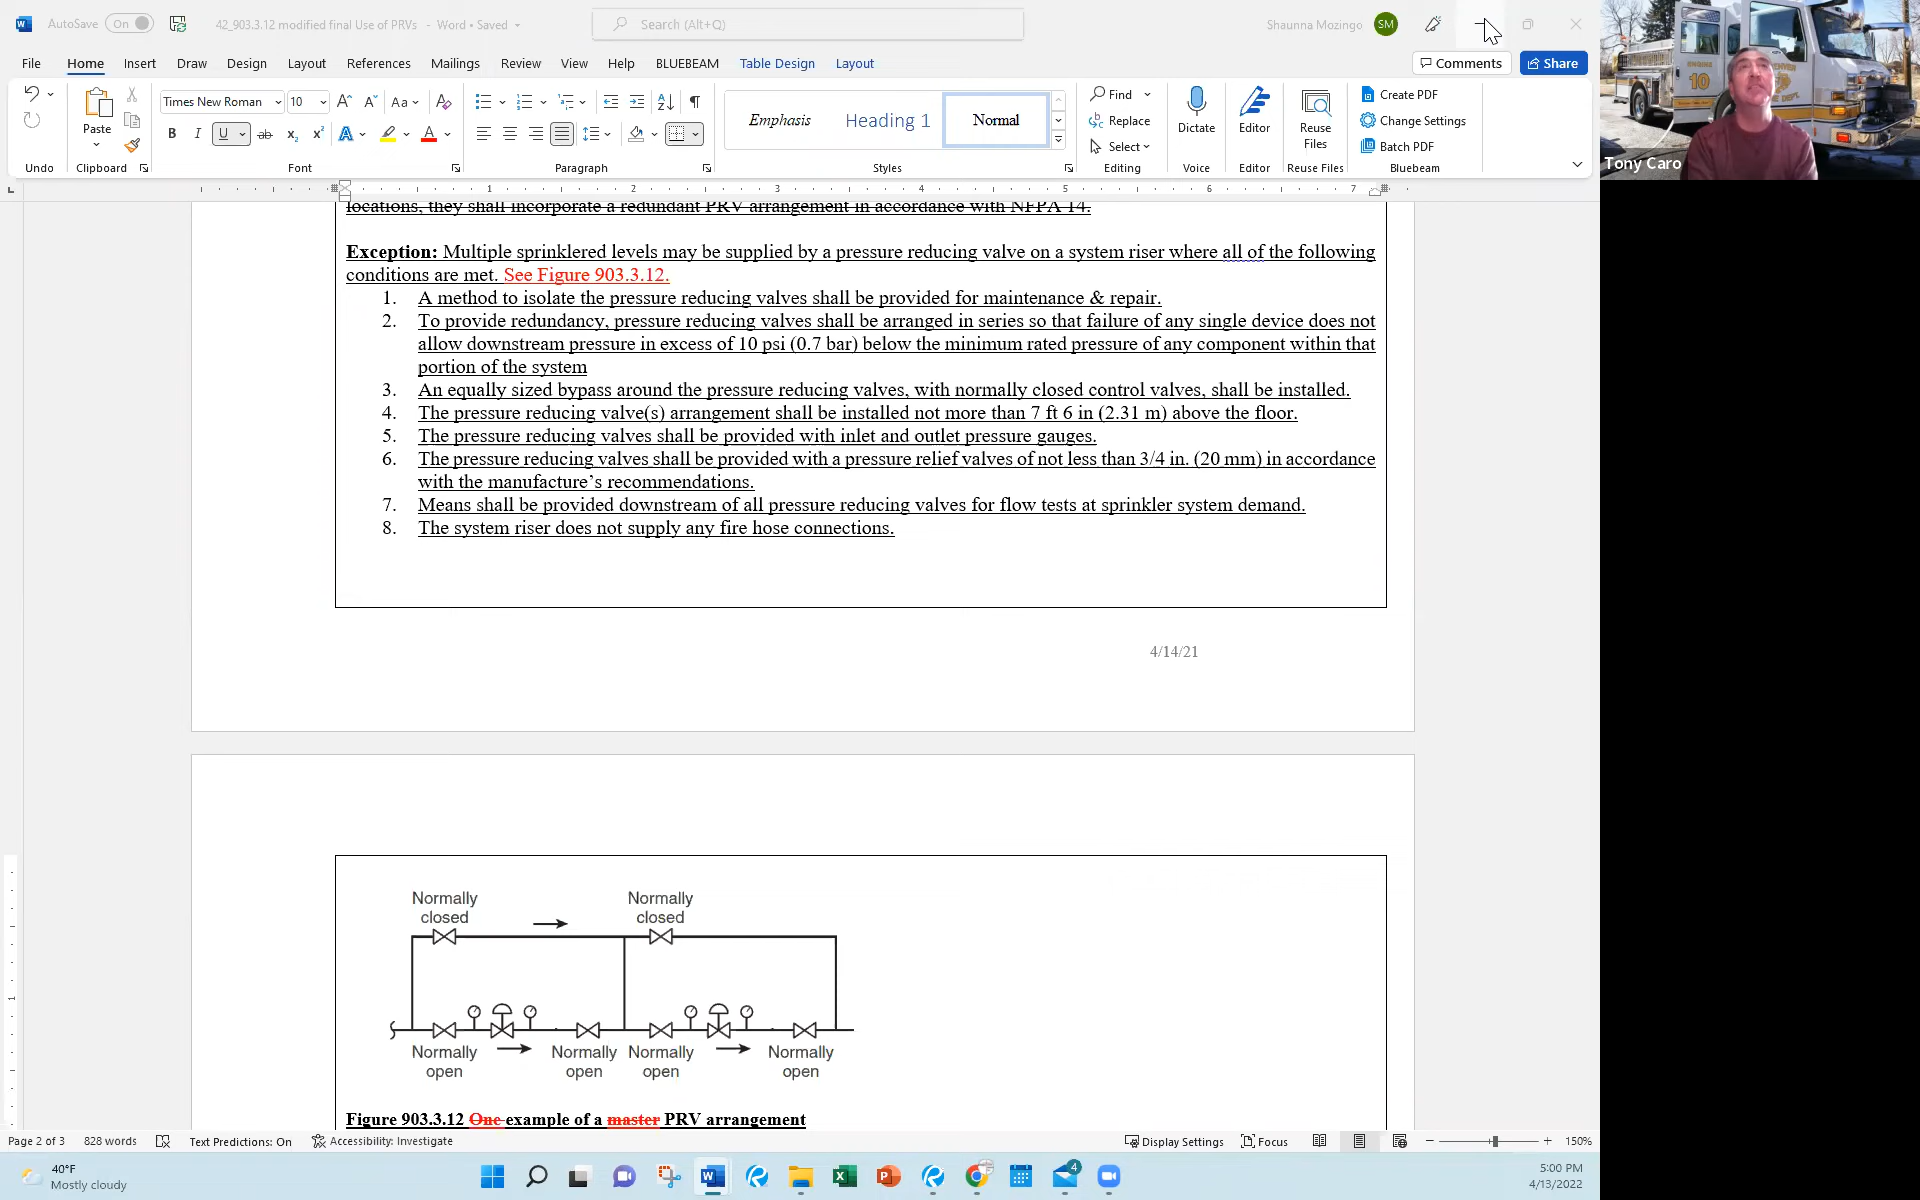 AutoSave On 42_903.3.12 modified final Use of PRVs - Word • Saved Search (Alt+Q) Shaunna Mozingo SM
File Home Insert Draw Design Layout References Mailings Review View Help BLUEBEAM Table Design Layout Comments Share
Times New Roman 10 Aa Emphasis Heading 1 Normal Find Replace Select Create PDF Change Settings Batch PDF
Paste Dictate Editor Reuse Files
Undo Clipboard Font Paragraph Styles Editing Voice Editor Reuse Files Bluebeam
Tony Caro
10
1 2 3 4 5 6 7
locations, they shall incorporate a redundant PRV arrangement in accordance with NFPA 14.
Exception: Multiple sprinklered levels may be supplied by a pressure reducing valve on a system riser where all of the following
conditions are met. See Figure 903.3.12.
1. A method to isolate the pressure reducing valves shall be provided for maintenance & repair.
2. To provide redundancy, pressure reducing valves shall be arranged in series so that failure of any single device does not
allow downstream pressure in excess of 10 psi (0.7 bar) below the minimum rated pressure of any component within that
portion of the system
3. An equally sized bypass around the pressure reducing valves, with normally closed control valves, shall be installed.
4. The pressure reducing valve(s) arrangement shall be installed not more than 7 ft 6 in (2.31 m) above the floor.
5. The pressure reducing valves shall be provided with inlet and outlet pressure gauges.
6. The pressure reducing valves shall be provided with a pressure relief valves of not less than 3/4 in. (20 mm) in accordance
with the manufacture’s recommendations.
7. Means shall be provided downstream of all pressure reducing valves for flow tests at sprinkler system demand.
8. The system riser does not supply any fire hose connections.
4/14/21
Normally Normally
closed closed
Normally Normally Normally Normally
open open open open
Figure 903.3.12 One example of a master PRV arrangement
Page 2 of 3 828 words Text Predictions: On Accessibility: Investigate Display Settings Focus 150%
40°F
Mostly cloudy
4
5:00 PM
4/13/2022